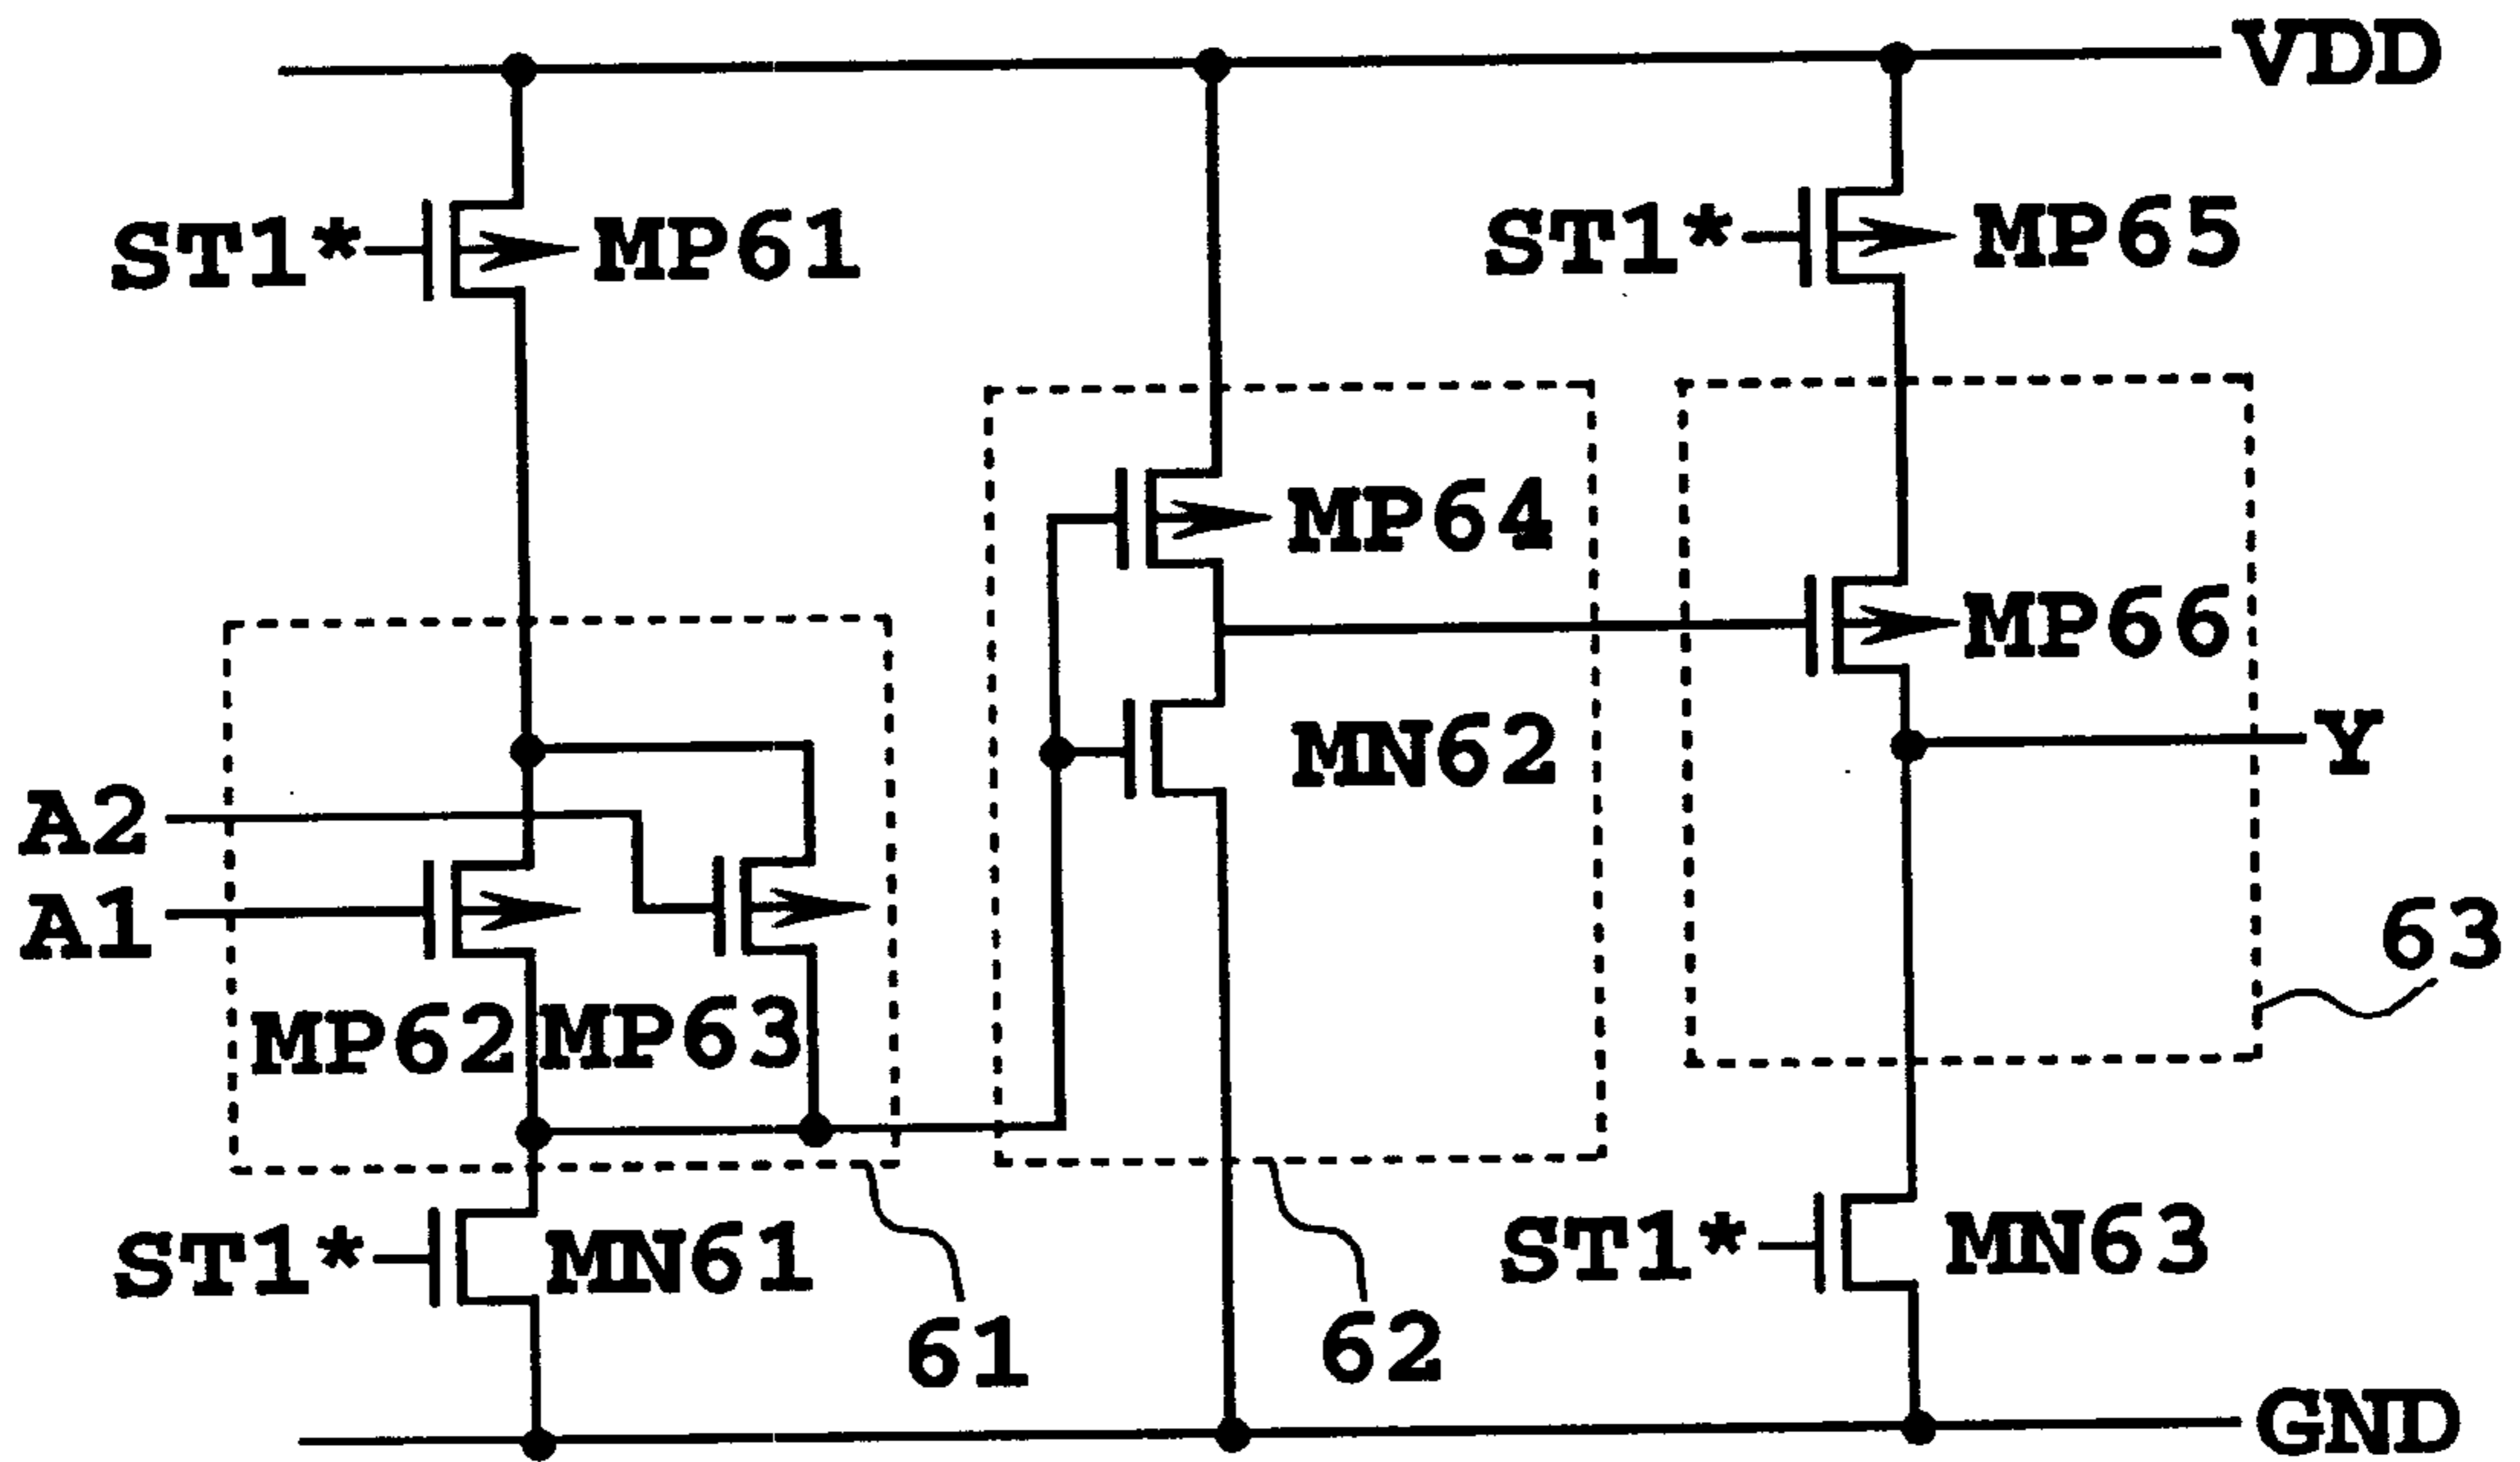 VDD
ST1* MP61
ST1* MP65
MP64
MP66
MN62
Y
A2
A1
63
MP62 MP63
ST1* MN61
ST1* MN63
61
62
GND